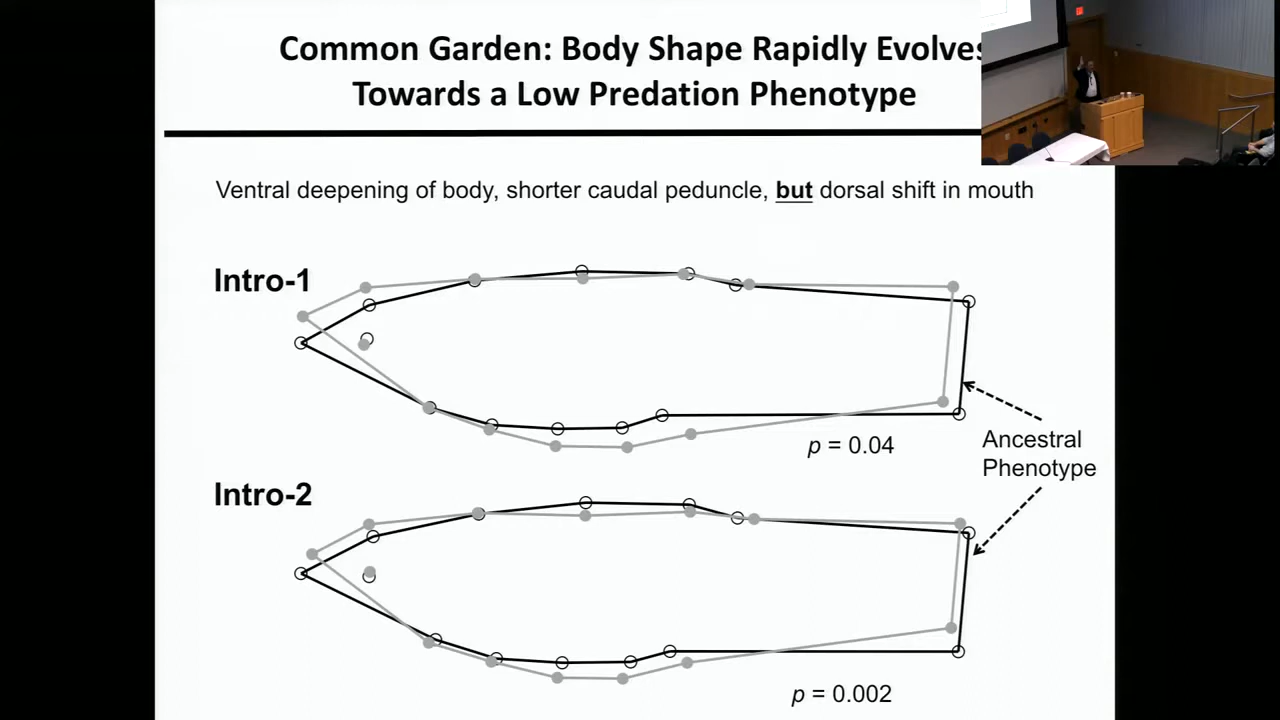 Common Garden: Body Shape Rapidly Evolves
Towards a Low Predation Phenotype
Ventral deepening of body, shorter caudal peduncle, but dorsal shift in mouth
Intro-1
p = 0.04
Ancestral
Phenotype
Intro-2
p = 0.002